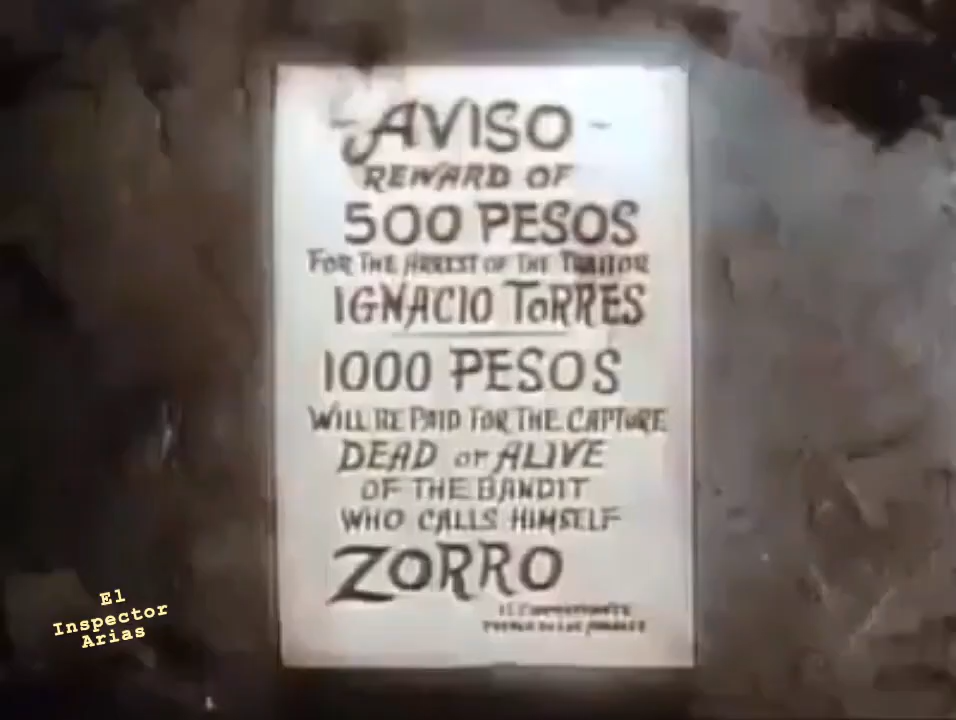 - AVISO -
REWARD OF
500 PESOS
FOR THE ARREST OF THE TRAITOR
IGNACIO TORRES
1000 PESOS
WILL BE PAID FOR THE CAPTURE
DEAD or ALIVE
OF THE BANDIT
WHO CALLS HIMSELF
ZORRO
El
Inspector
Arias